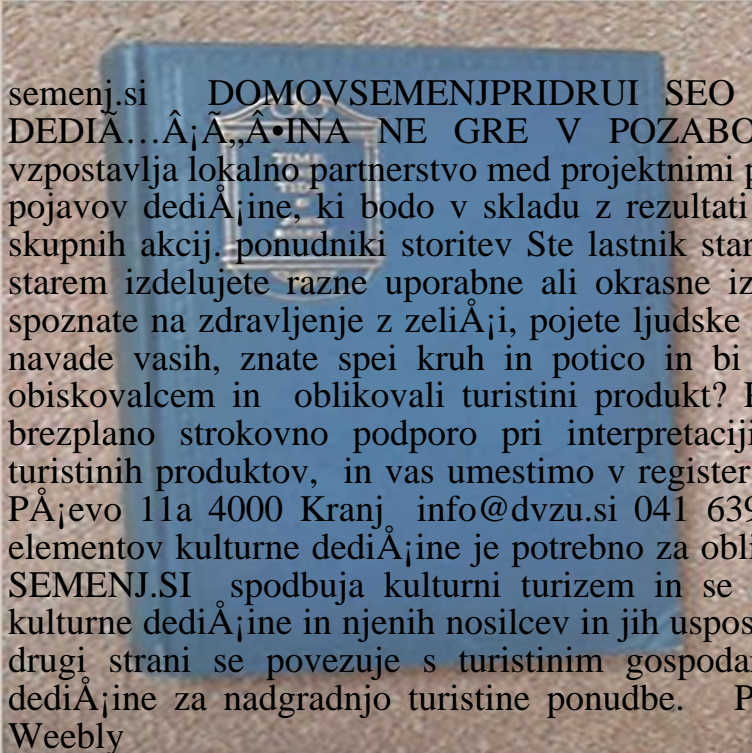 semenj.si DOMOVSEMENJPRIDRUI SEO
DEDIÃ…Â¡Ã„Â•INA NE GRE V POZABO
vzpostavlja lokalno partnerstvo med projektnimi
pojavov dediÅ¡ine, ki bodo v skladu z rezultati
skupnih akcij. ponudniki storitev Ste lastnik
starem izdelujete razne uporabne ali okrasne
spoznate na zdravljenje z zeliÅ¡i, pojete ljudske
navade vasih, znate spei kruh in potico in bi
obiskovalcem in oblikovali turistini produkt?
brezplano strokovno podporo pri interpretaciji
turistinih produktov, in vas umestimo v register
PÅ¡evo 11a 4000 Kranj info@dvzu.si 041 639
elementov kulturne dediÅ¡ine je potrebno za
SEMENJ.SI spodbuja kulturni turizem in se
kulturne dediÅ¡ine in njenih nosilcev in jih
drugi strani se povezuje s turistinim
dediÅ¡ine za nadgradnjo turistine ponudbe.
Weebly
TIME